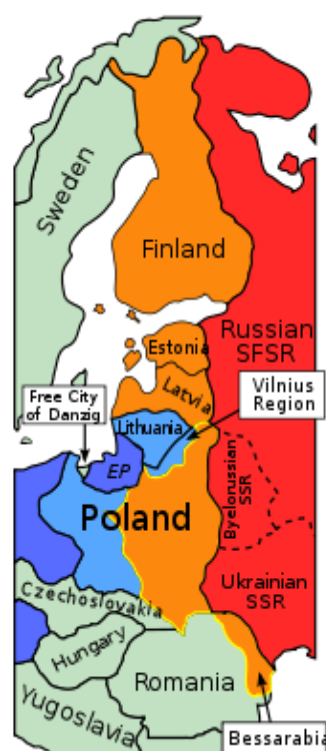 Sweden
Finland
Russian
SFSR
Estonia
Latvia
Vilnius
Region
Free City
of Danzig
Lithuania
EP
Poland
Byelorussian
SSR
Ukrainian
SSR
Czechoslovakia
Hungary
Romania
Yugoslavia
Bessarabia